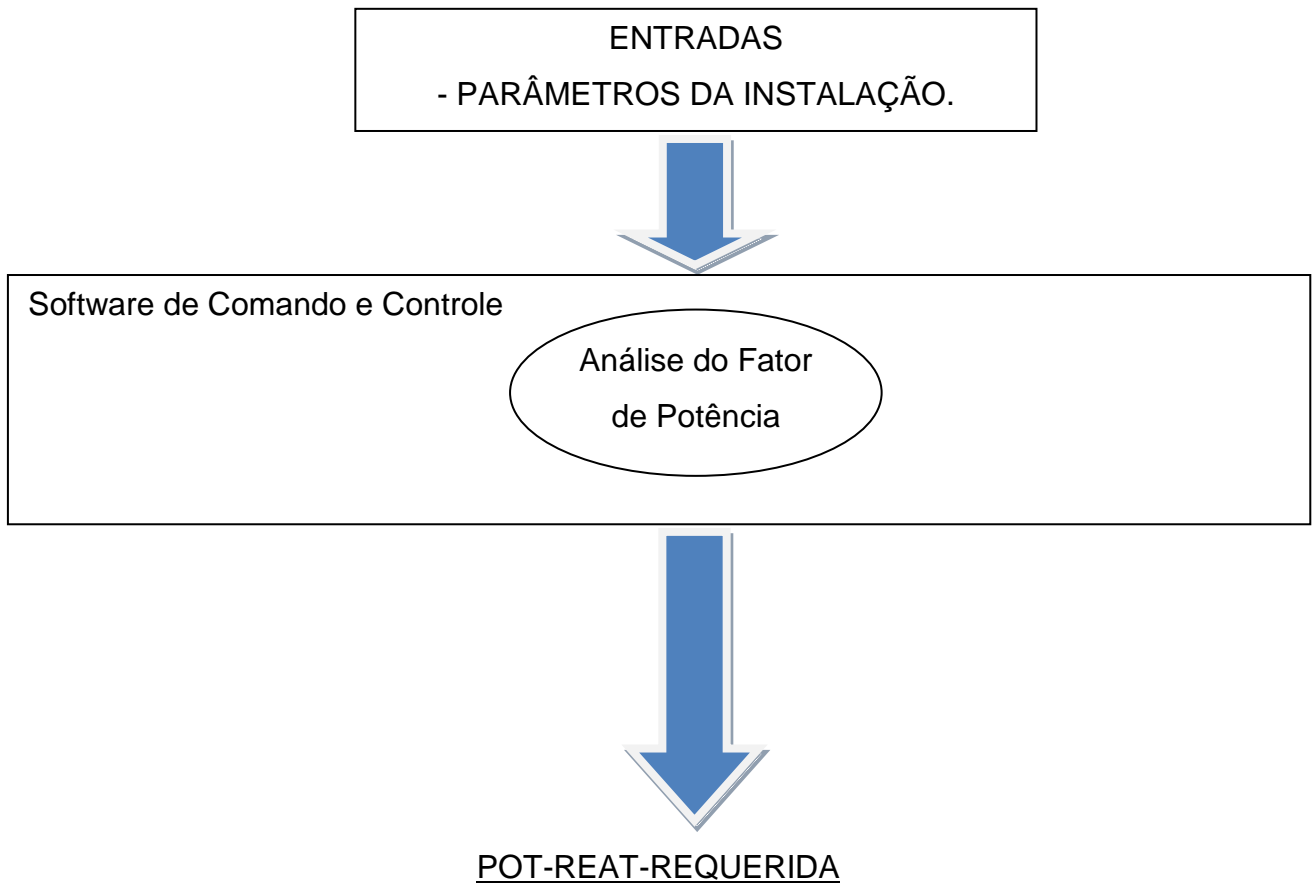 ENTRADAS
- PARÂMETROS DA INSTALAÇÃO.
Software de Comando e Controle
Análise do Fator
de Potência
POT-REAT-REQUERIDA